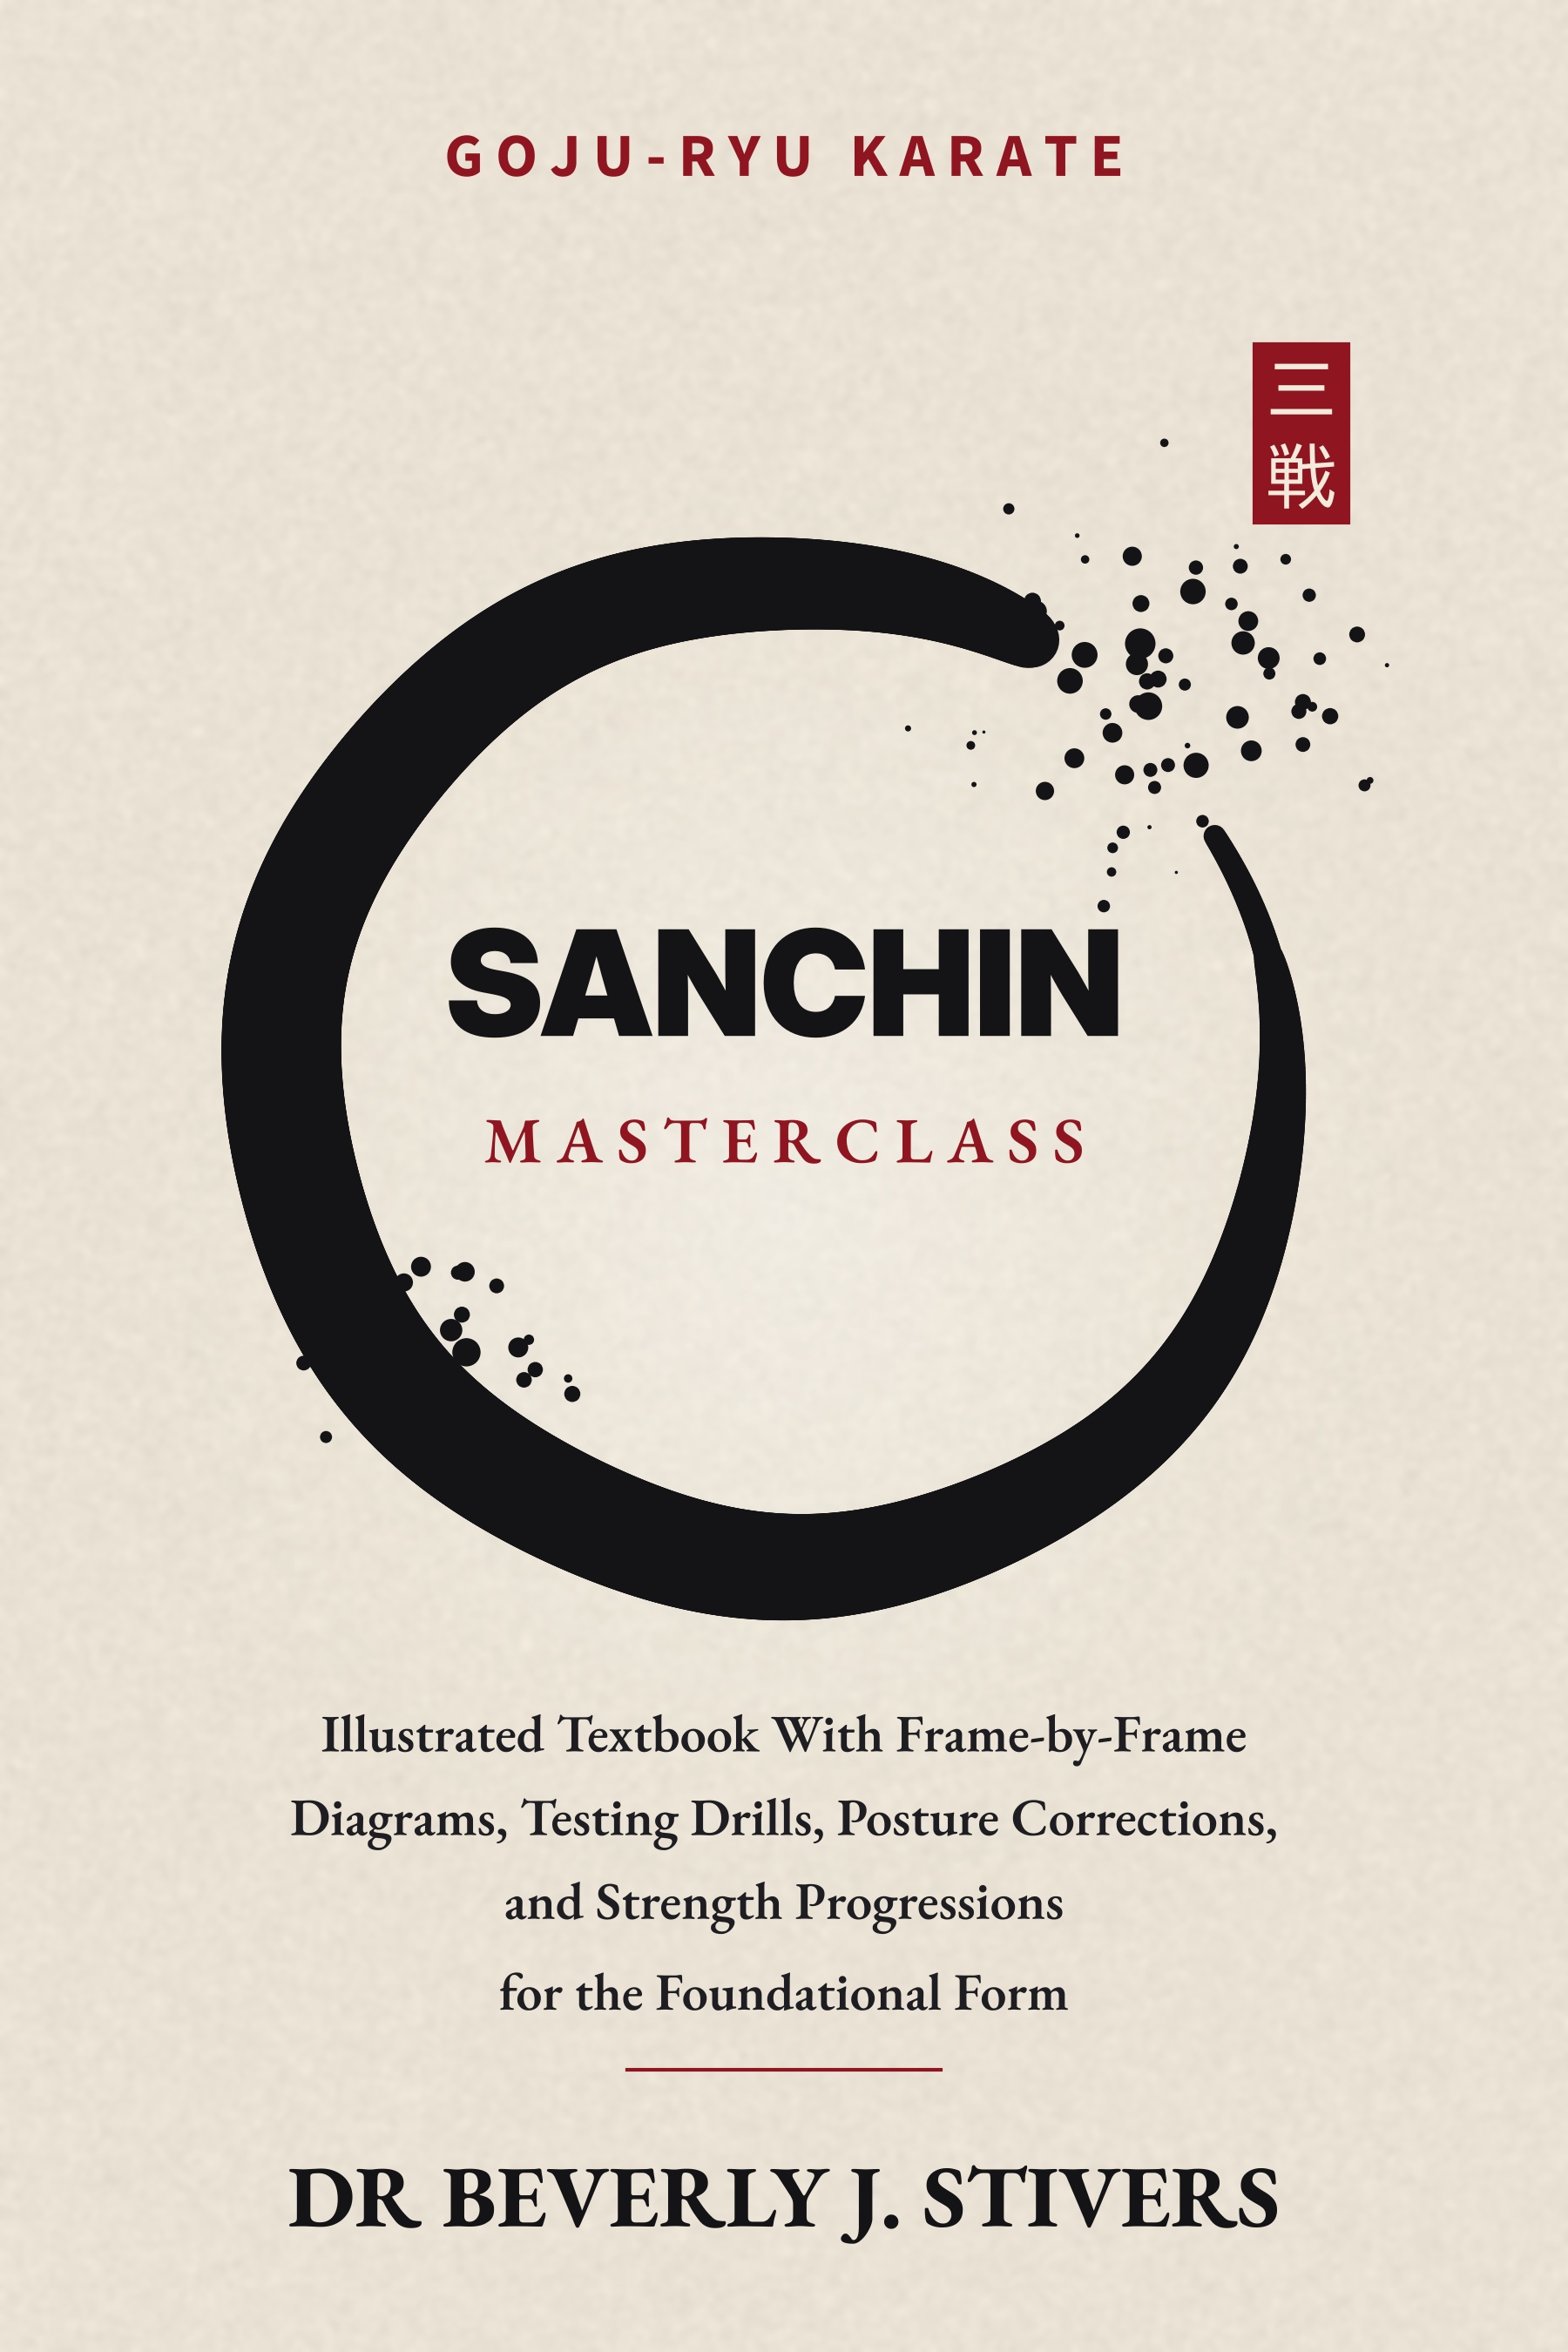 GOJU-RYU KARATE
三
戦
SANCHIN
MASTERCLASS
Illustrated Textbook With Frame-by-Frame
Diagrams, Testing Drills, Posture Corrections,
and Strength Progressions
for the Foundational Form
DR BEVERLY J. STIVERS